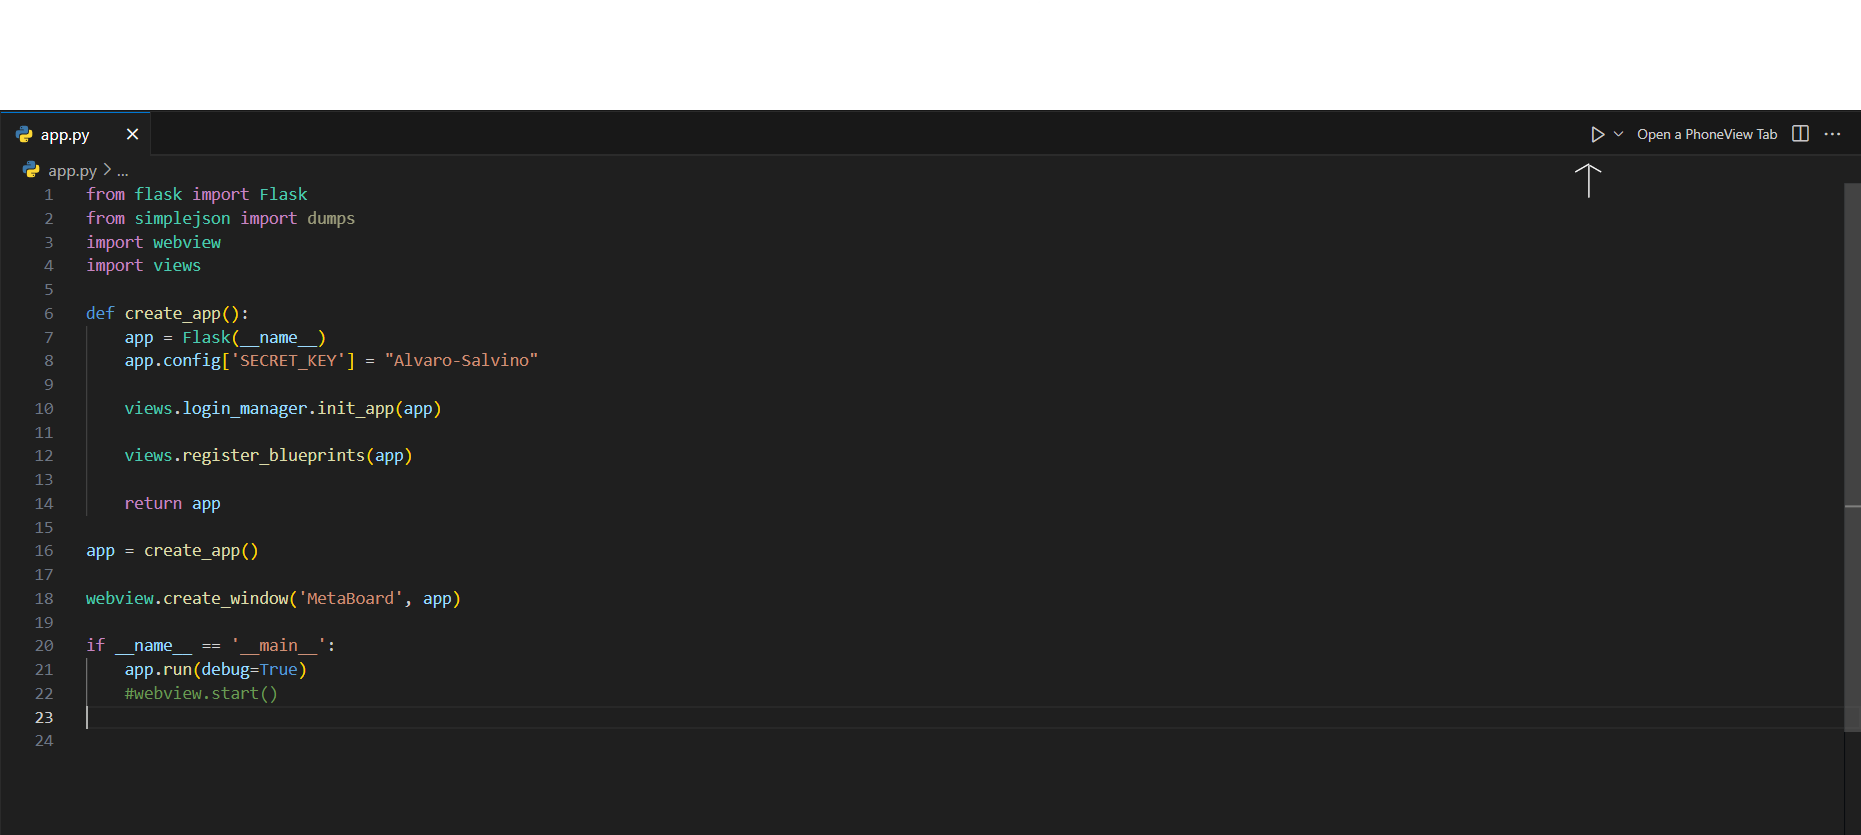 app.py
Open a PhoneView Tab
app.py > ...
1 from flask import Flask
2 from simplejson import dumps
3 import webview
4 import views
5
6 def create_app():
7     app = Flask(__name__)
8     app.config['SECRET_KEY'] = "Alvaro-Salvino"
9
10     views.login_manager.init_app(app)
11
12     views.register_blueprints(app)
13
14     return app
15
16 app = create_app()
17
18 webview.create_window('MetaBoard', app)
19
20 if __name__ == '__main__':
21     app.run(debug=True)
22     #webview.start()
23
24